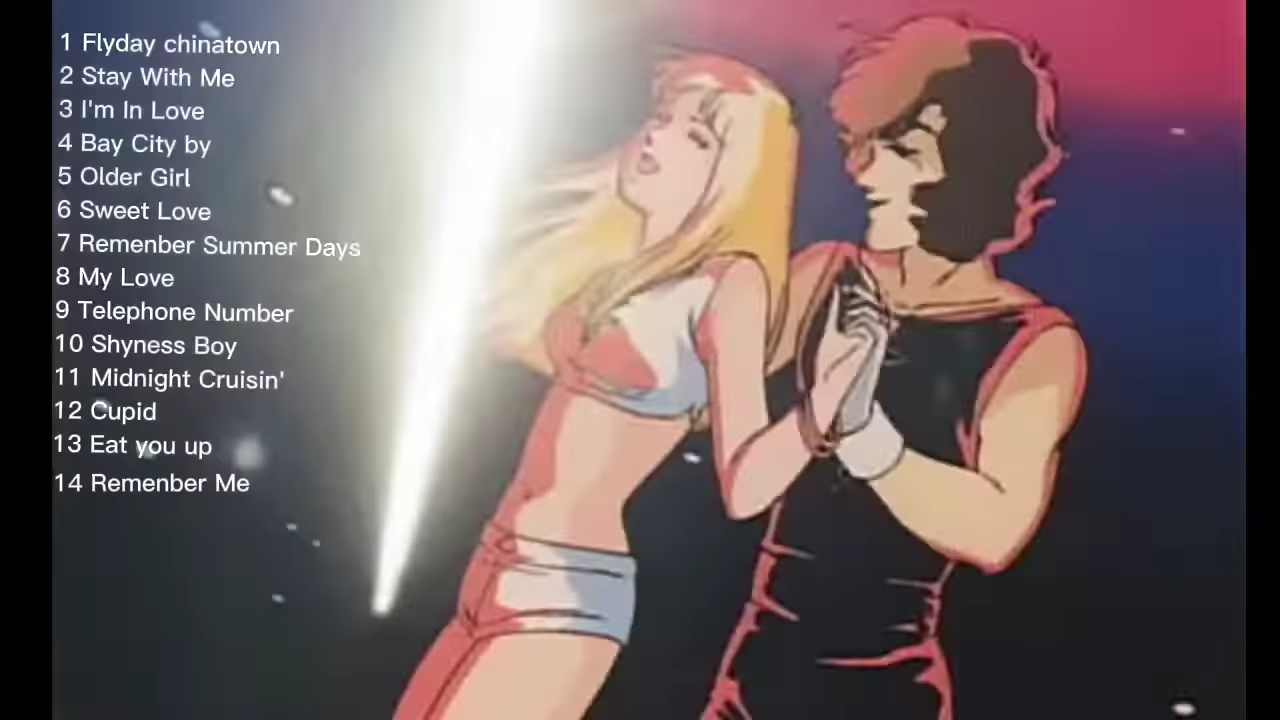 1 Flyday chinatown
2 Stay With Me
3 I'm In Love
4 Bay City by
5 Older Girl
6 Sweet Love
7 Remenber Summer Days
8 My Love
9 Telephone Number
10 Shyness Boy
11 Midnight Cruisin'
12 Cupid
13 Eat you up
14 Remenber Me